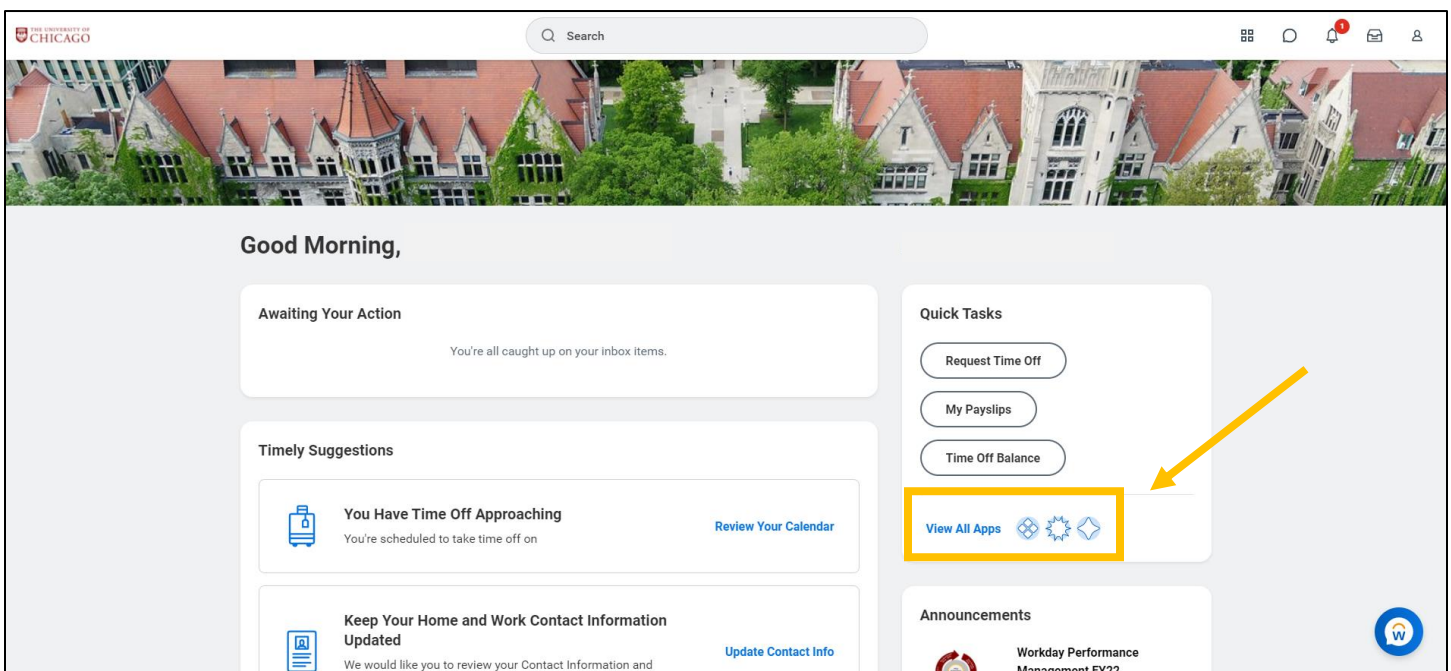 THE UNIVERSITY OF
CHICAGO
Search
1
Good Morning,
Awaiting Your Action
You're all caught up on your inbox items.
Quick Tasks
Request Time Off
My Payslips
Time Off Balance
View All Apps
Timely Suggestions
You Have Time Off Approaching
You're scheduled to take time off on
Review Your Calendar
Keep Your Home and Work Contact Information
Updated
We would like you to review your Contact Information and
Update Contact Info
Announcements
Workday Performance
Management FY22
w